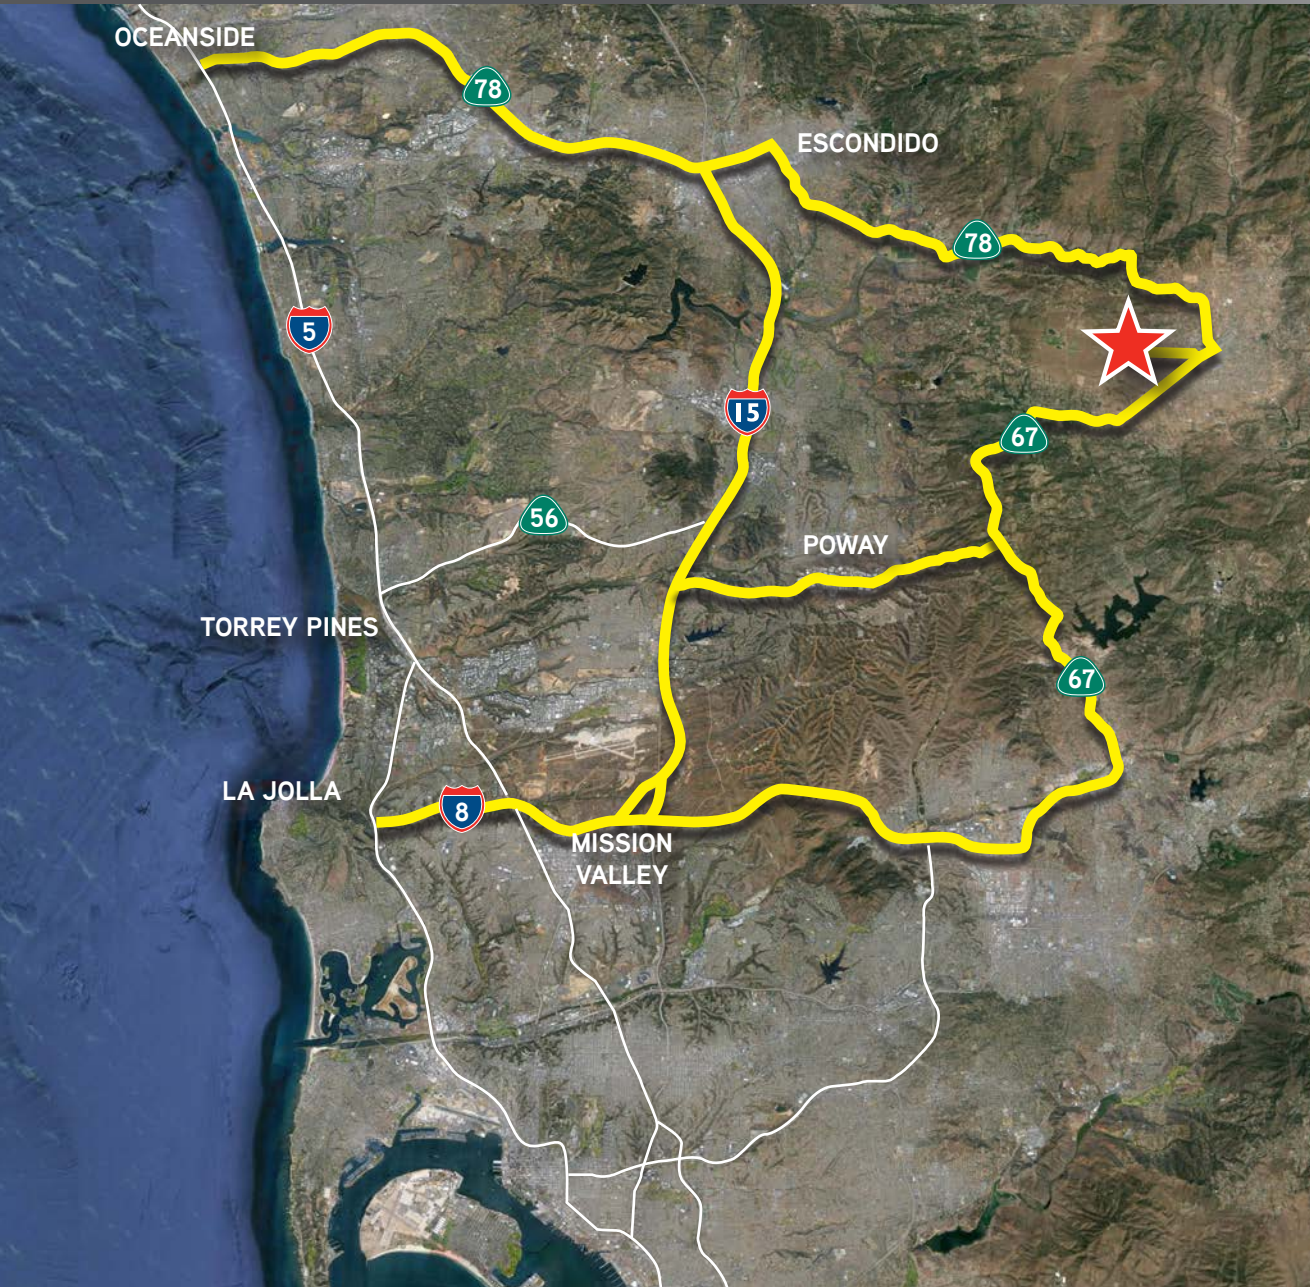 OCEANSIDE
78
ESCONDIDO
78
5
15
67
56
POWAY
TORREY PINES
67
LA JOLLA
8
MISSION
VALLEY